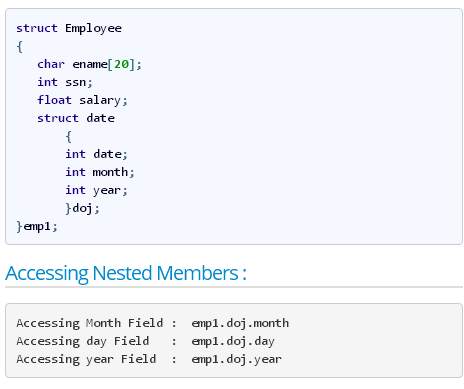 struct Employee
{
   char ename[20];
   int ssn;
   float salary;
   struct date
       {
       int date;
       int month;
       int year;
       }doj;
}emp1;
Accessing Nested Members :
Accessing Month Field :  emp1.doj.month
Accessing day Field   :  emp1.doj.day
Accessing year Field  :  emp1.doj.year